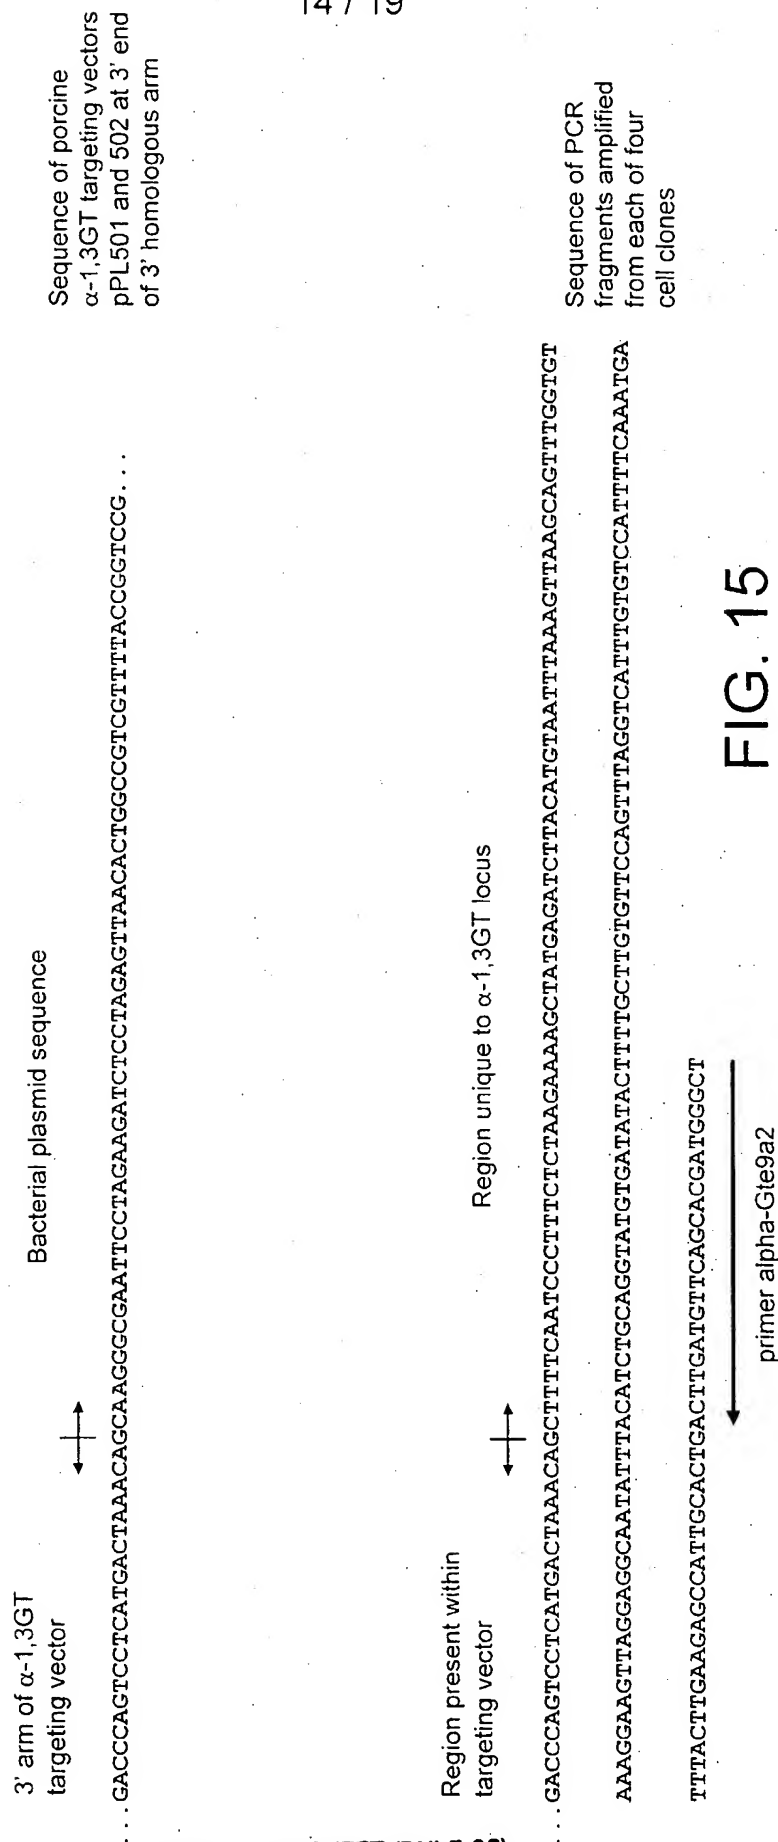 14 / 19
3' arm of α-1,3GT
targeting vector
Bacterial plasmid sequence
...GACCCAGTCCTCATGACTAAACAGCAAGGGCGAATTCCTAGAAGATCTCCTAGAGTTAACACTGGCCGTCGTTTTACCGGTCCG...
Sequence of porcine
α-1,3GT targeting vectors
pPL501 and 502 at 3' end
of 3' homologous arm
Region present within
targeting vector
Region unique to α-1,3GT locus
...GACCCAGTCCTCATGACTAAACAGCTTTTCAATCCCTTTCTCTAAGAAAAGCTATGAGATCTTACATGTAATTTAAAGTTAAGCAGTTTGGTGT
AAAGGAAGTTAGGAGGCAATATTTACATCTGCAGGTATGTGATATACTTTTGCTTGTGTTCCAGTTTAGGTCATTTGTGTCCATTTTCAAATGA
TTTACTTGAAGAGCCATTGCACTGACTTGATGTTCAGCACGATGGGCT
Sequence of PCR
fragments amplified
from each of four
cell clones
primer alpha-Gte9a2
FIG. 15